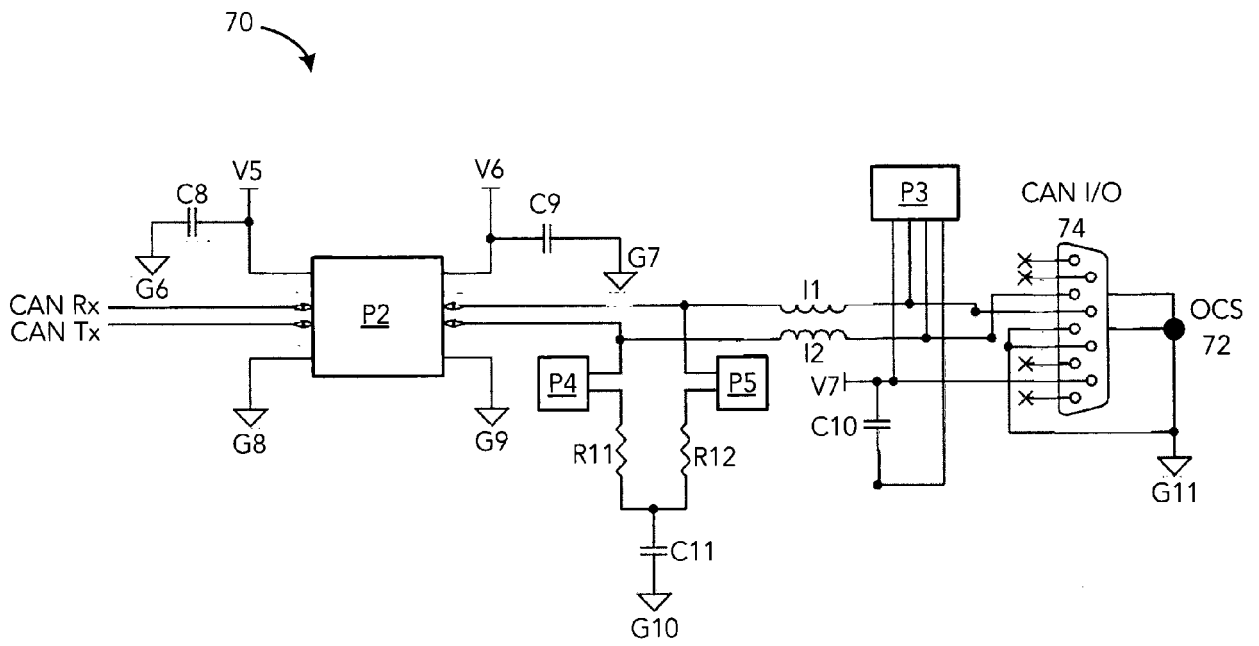 70
V5
C8
G6
V6
C9
G7
P3
CAN I/O
74
CAN Rx
CAN Tx
P2
I1
I2
OCS
72
G8
G9
P4
P5
V7
C10
R11
R12
G11
C11
G10